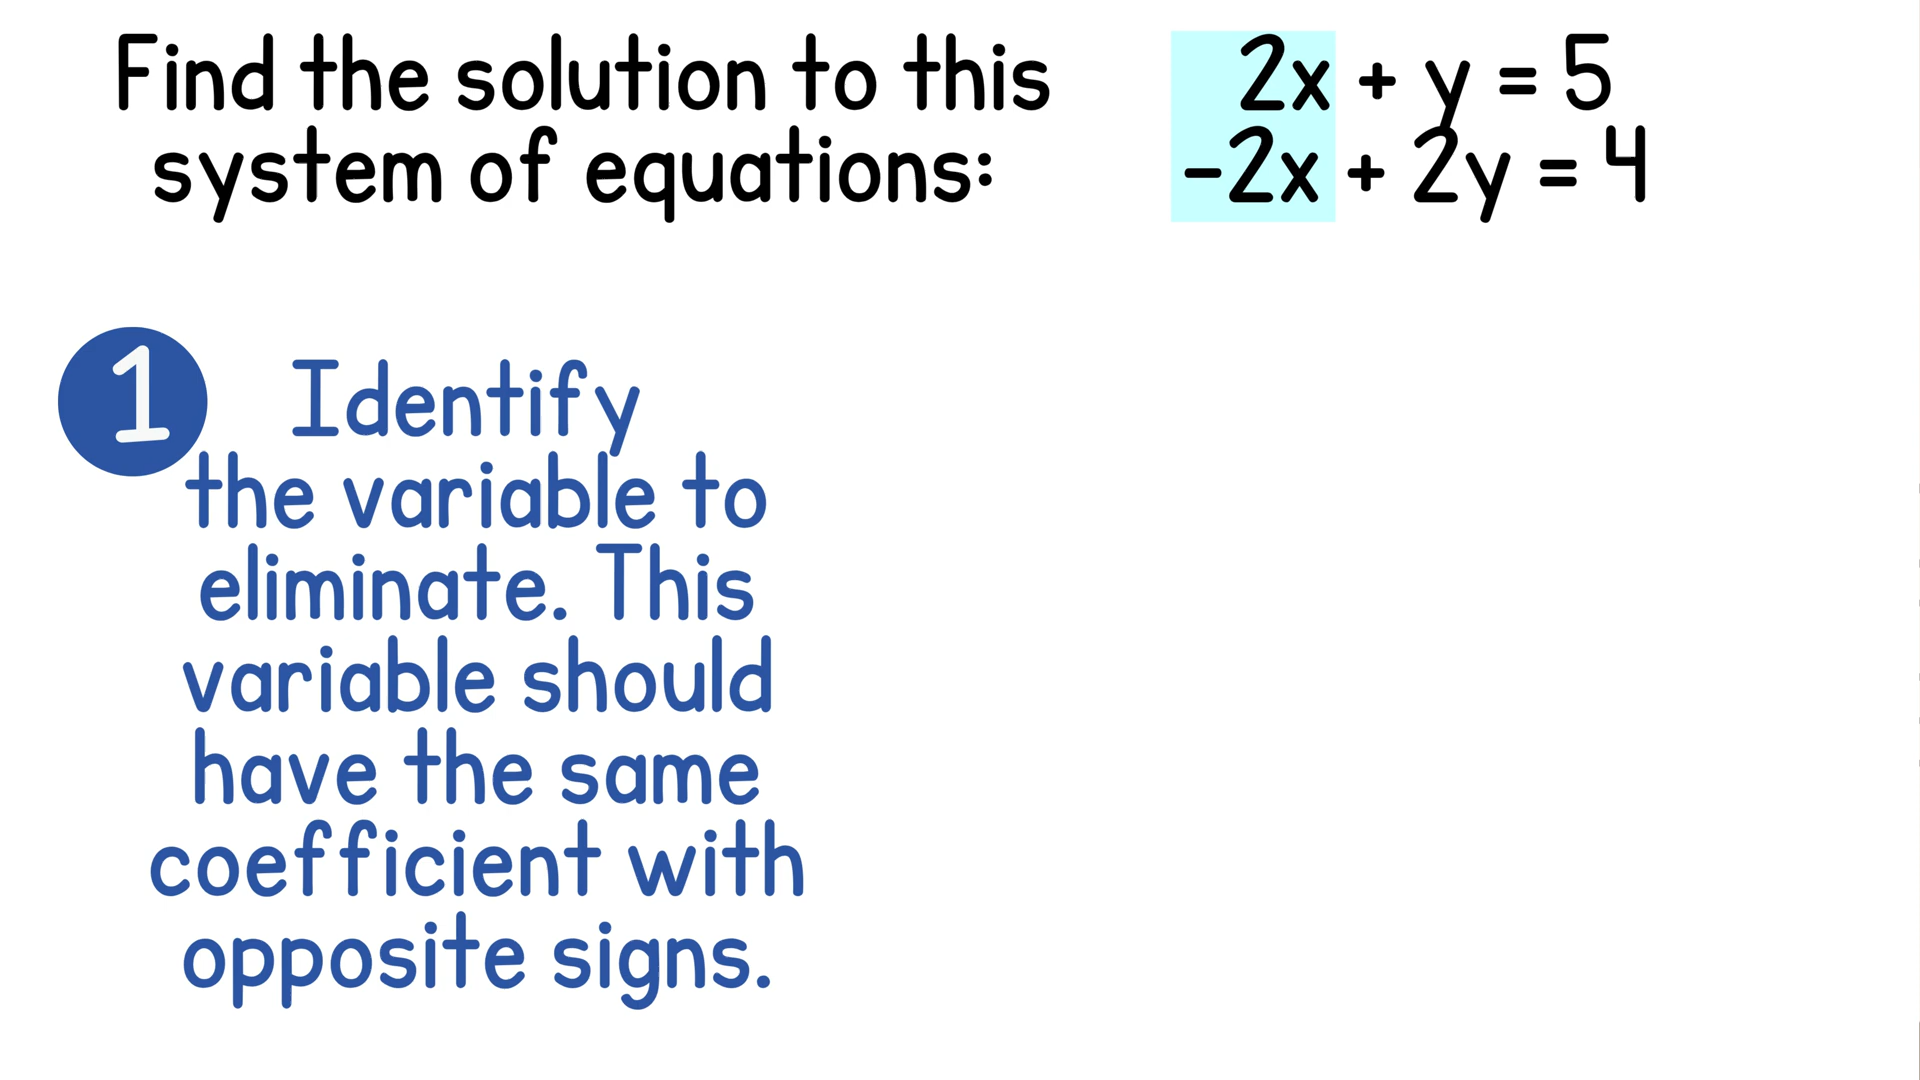 Find the solution to this
system of equations:
2x + y = 5
-2x + 2y = 4
1
Identify
the variable to
eliminate. This
variable should
have the same
coefficient with
opposite signs.